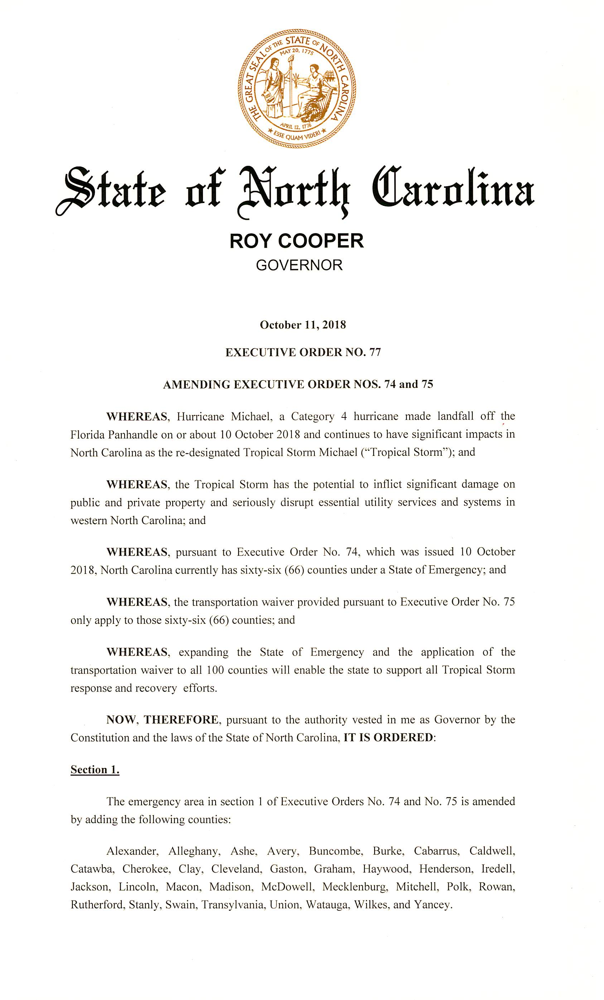 THE GREAT SEAL OF THE STATE OF NORTH CAROLINA
MAY 20, 1775
APRIL 12, 1776
★ ESSE QUAM VIDERI ★
State of North Carolina
ROY COOPER
GOVERNOR
October 11, 2018
EXECUTIVE ORDER NO. 77
AMENDING EXECUTIVE ORDER NOS. 74 and 75
WHEREAS, Hurricane Michael, a Category 4 hurricane made landfall off the
Florida Panhandle on or about 10 October 2018 and continues to have significant impacts in
North Carolina as the re-designated Tropical Storm Michael (“Tropical Storm”); and
WHEREAS, the Tropical Storm has the potential to inflict significant damage on
public and private property and seriously disrupt essential utility services and systems in
western North Carolina; and
WHEREAS, pursuant to Executive Order No. 74, which was issued 10 October
2018, North Carolina currently has sixty-six (66) counties under a State of Emergency; and
WHEREAS, the transportation waiver provided pursuant to Executive Order No. 75
only apply to those sixty-six (66) counties; and
WHEREAS, expanding the State of Emergency and the application of the
transportation waiver to all 100 counties will enable the state to support all Tropical Storm
response and recovery efforts.
NOW, THEREFORE, pursuant to the authority vested in me as Governor by the
Constitution and the laws of the State of North Carolina, IT IS ORDERED:
Section 1.
The emergency area in section 1 of Executive Orders No. 74 and No. 75 is amended
by adding the following counties:
Alexander, Alleghany, Ashe, Avery, Buncombe, Burke, Cabarrus, Caldwell,
Catawba, Cherokee, Clay, Cleveland, Gaston, Graham, Haywood, Henderson, Iredell,
Jackson, Lincoln, Macon, Madison, McDowell, Mecklenburg, Mitchell, Polk, Rowan,
Rutherford, Stanly, Swain, Transylvania, Union, Watauga, Wilkes, and Yancey.